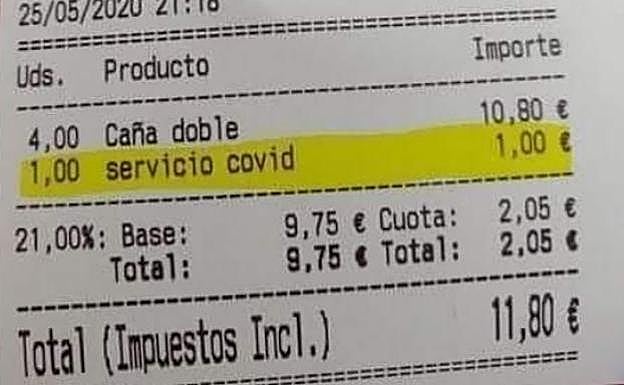 25/05/2020 21:18
Uds. Producto Importe
4,00 Caña doble 10,80 €
1,00 servicio covid 1,00 €
21,00%: Base: 9,75 € Cuota: 2,05 €
Total: 9,75 € Total: 2,05 €
Total (Impuestos Incl.) 11,80 €